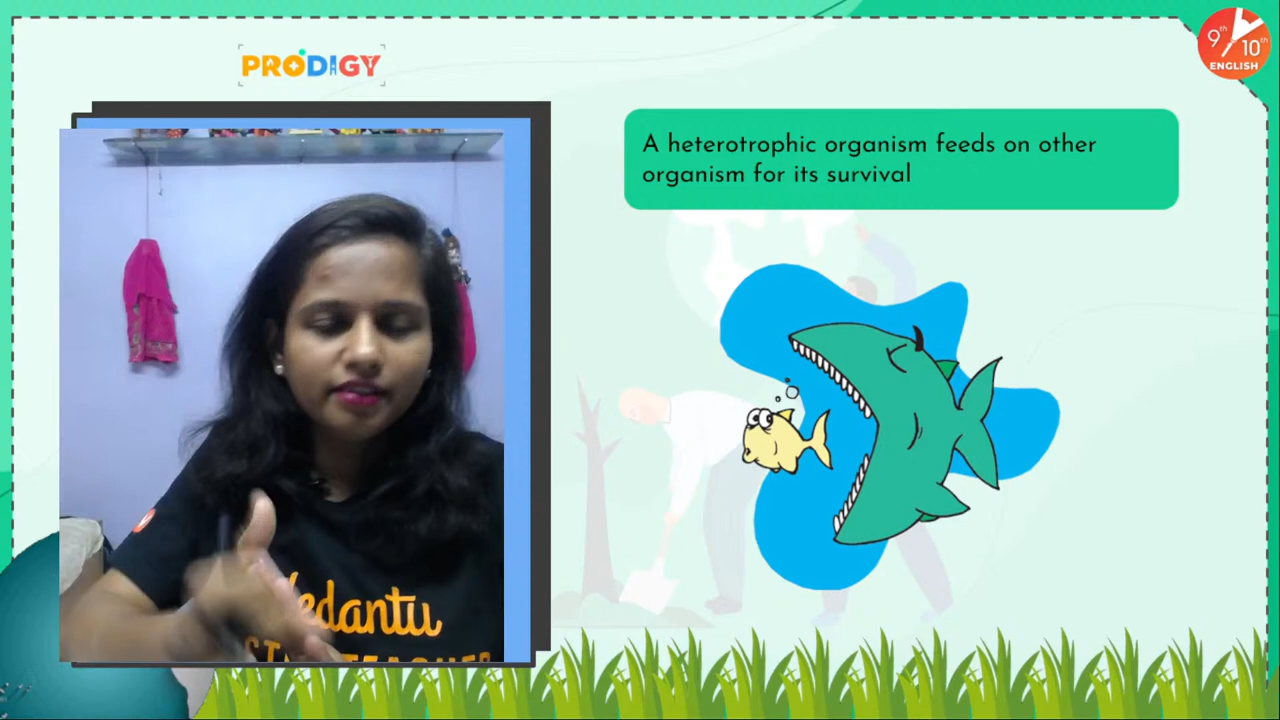 PRODIGY
9th 10th
ENGLISH
A heterotrophic organism feeds on other
organism for its survival
Vedantu